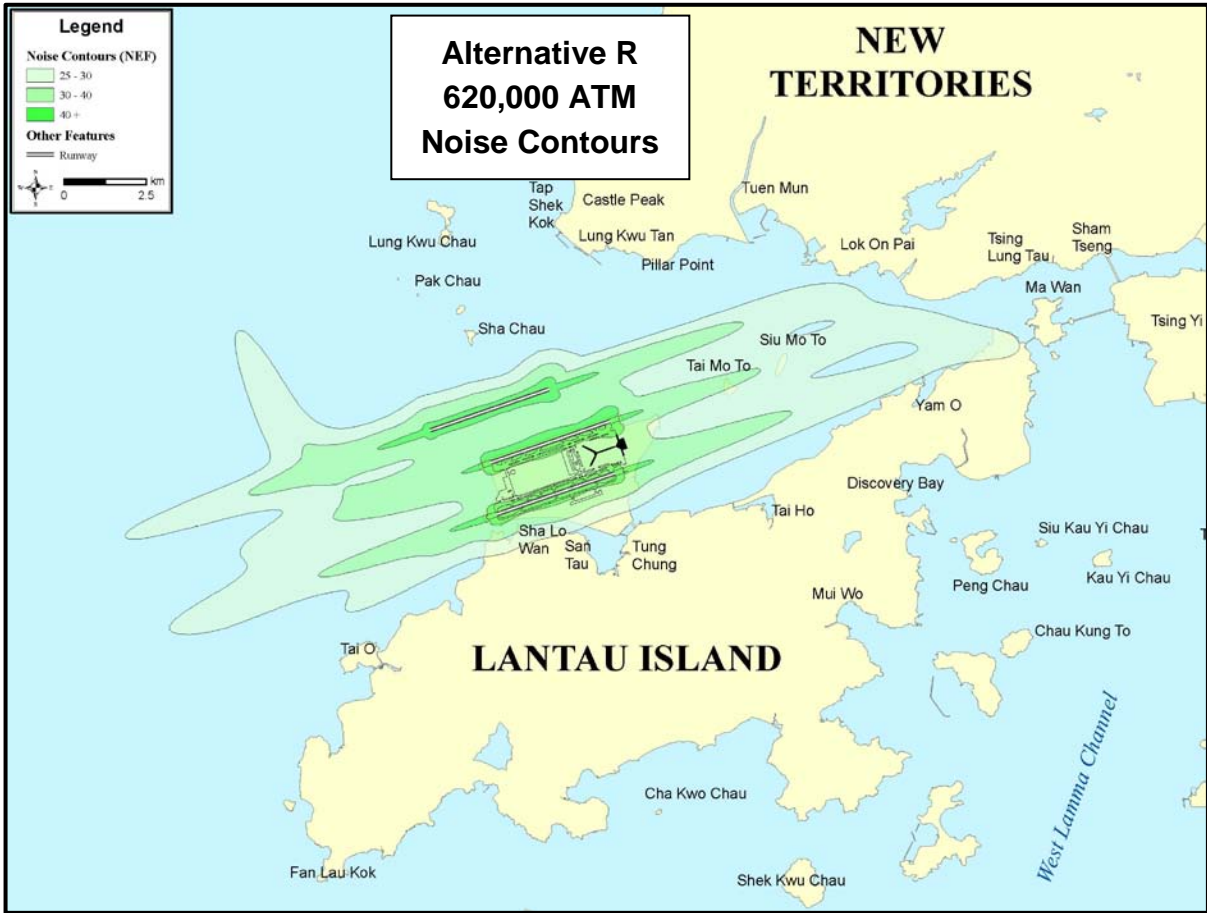 Legend
Noise Contours (NEF)
25 - 30
30 - 40
40 +
Other Features
Runway
N
W
E
S
km
0
2.5
Alternative R
620,000 ATM
Noise Contours
NEW
TERRITORIES
Tap
Shek
Kok
Castle Peak
Tuen Mun
Lung Kwu Chau
Lung Kwu Tan
Pillar Point
Lok On Pai
Tsing
Lung Tau
Sham
Tseng
Ma Wan
Tsing Yi
Pak Chau
Sha Chau
Siu Mo To
Tai Mo To
Yam O
Discovery Bay
Tai Ho
Siu Kau Yi Chau
Sha Lo
Wan
San
Tau
Tung
Chung
Peng Chau
Kau Yi Chau
Mui Wo
Chau Kung To
Tai O
LANTAU ISLAND
West Lamma Channel
Cha Kwo Chau
Fan Lau Kok
Shek Kwu Chau